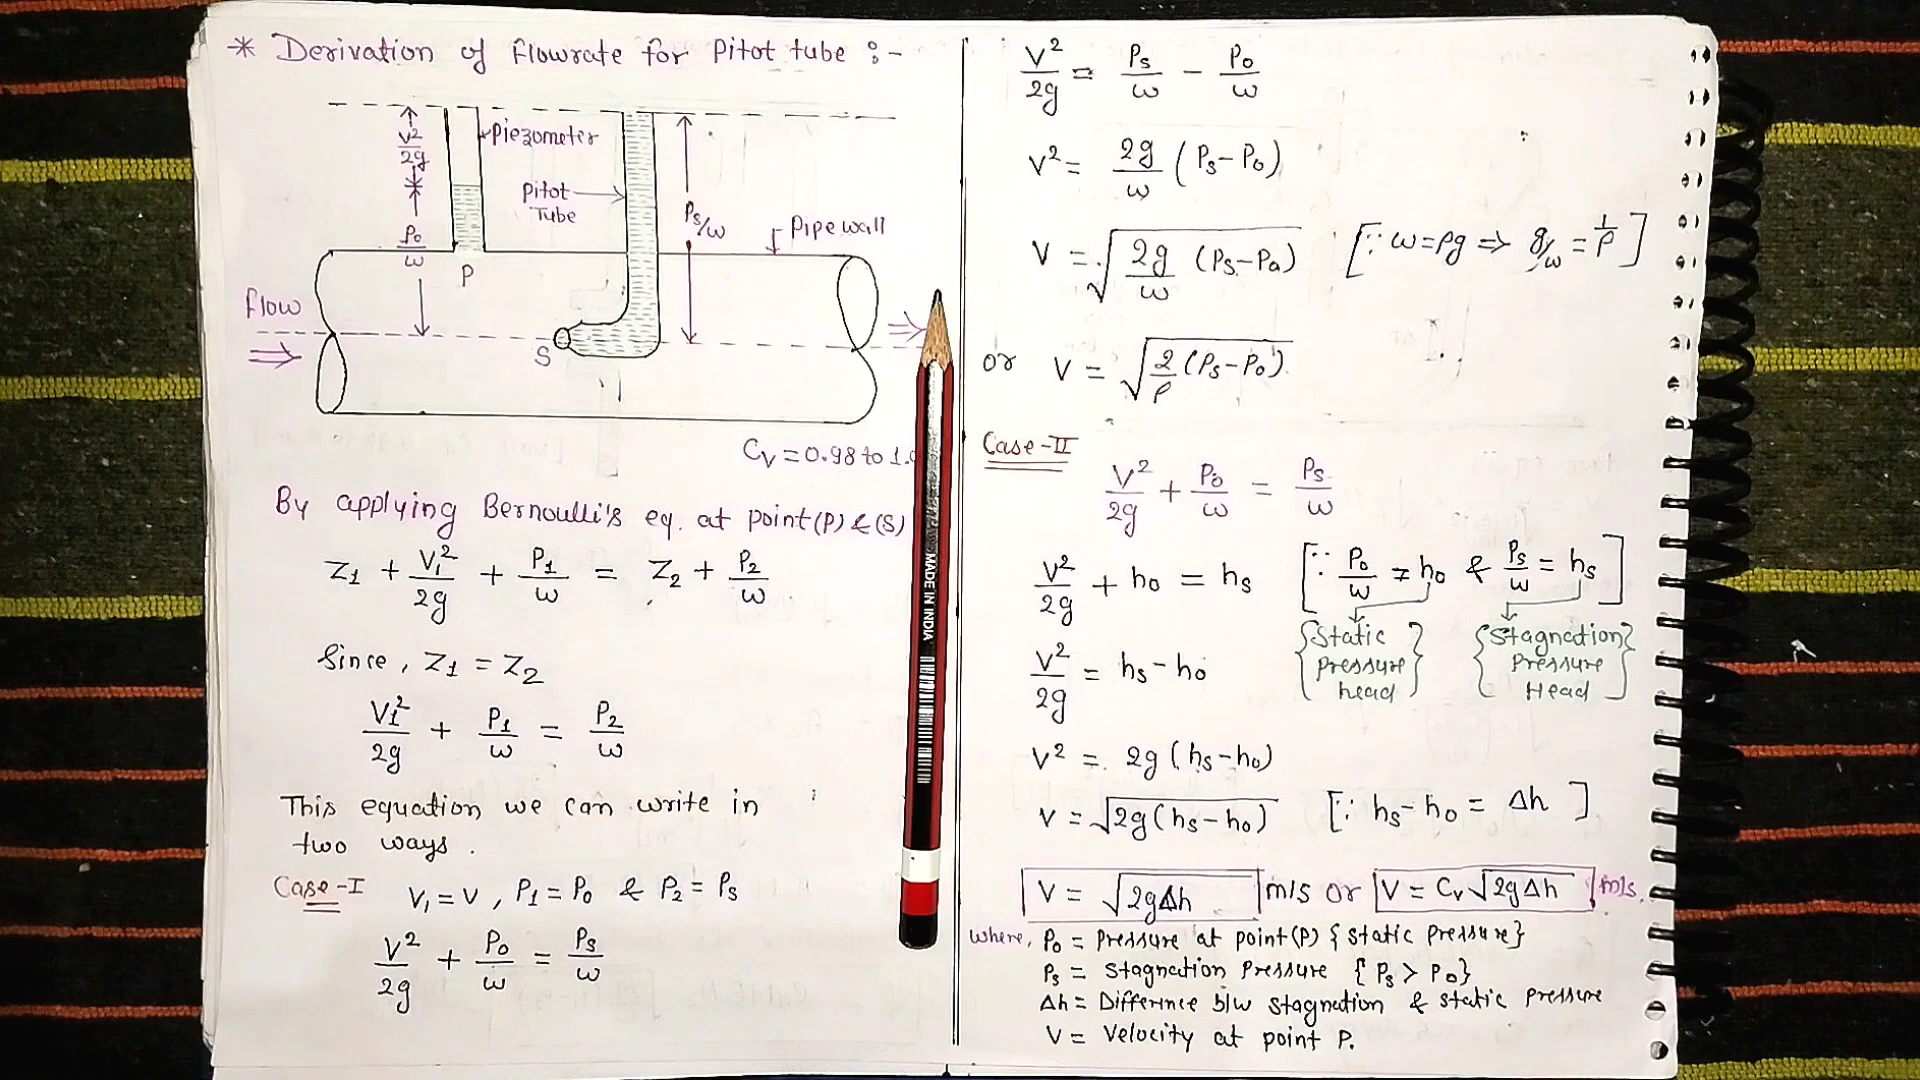 * Derivation of flowrate for Pitot tube :-
V²/2g
Piezometer
Pitot Tube
Ps/ω
Pipe wall
Po/ω
P
flow
S
Cv = 0.98 to 1.
By applying Bernoulli's eq. at point (P) & (S)
Z1 + V1²/2g + P1/ω = Z2 + P2/ω
Since, Z1 = Z2
V1²/2g + P1/ω = P2/ω
This equation we can write in
two ways.
Case-I V1 = V, P1 = Po & P2 = Ps
V²/2g + Po/ω = Ps/ω
MADE IN INDIA
V²/2g = Ps/ω - Po/ω
V² = 2g/ω (Ps - Po)
V = √2g/ω (Ps - Pa) [∵ ω = ρg => g/ω = 1/ρ]
or V = √2/ρ (Ps - Po)
Case-II
V²/2g + Po/ω = Ps/ω
V²/2g + ho = hs [∵ Po/ω = ho & Ps/ω = hs]
{Static pressure head}
{Stagnation pressure Head}
V²/2g = hs - ho
V² = 2g (hs - ho)
V = √2g (hs - ho) [∵ hs - ho = Δh]
V = √2gΔh m/s or V = Cv √2gΔh m/s.
where, Po = Pressure at point (P) {static pressure}
Ps = Stagnation Pressure {Ps > Po}
Δh = Difference b/w stagnation & static pressure
V = Velocity at point P.